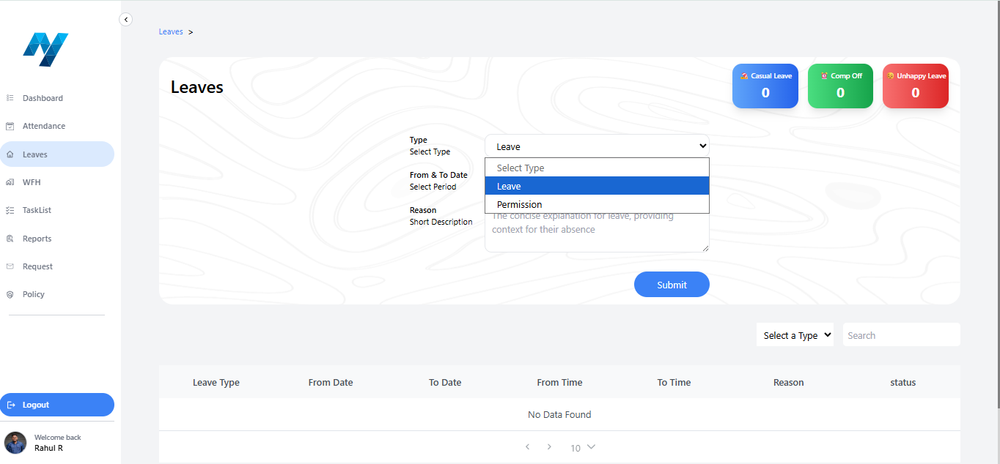 Leaves >
Leaves
Casual Leave
0
Comp Off
0
Unhappy Leave
0
Dashboard
Attendance
Leaves
WFH
TaskList
Reports
Request
Policy
Logout
Welcome back
Rahul R
Type
Select Type
Leave
Select Type
Leave
Permission
From & To Date
Select Period
Reason
Short Description
The concise explanation for leave, providing
context for their absence
Submit
Select a Type
Search
Leave Type From Date To Date From Time To Time Reason status
No Data Found
< > 10